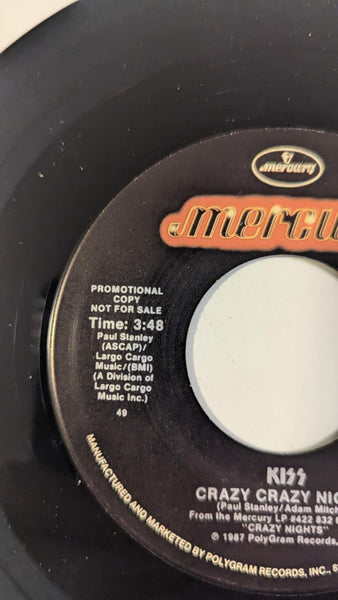 mercury
mercu
PROMOTIONAL
COPY
NOT FOR SALE
Time: 3:48
Paul Stanley
(ASCAP)/
Largo Cargo
Music/(BMI)
(A Division of
Largo Cargo
Music Inc.)
49
KISS
CRAZY CRAZY NIG
(Paul Stanley/Adam Mitch
From the Mercury LP #422 832 6
"CRAZY NIGHTS"
℗ 1987 PolyGram Records,
MANUFACTURED AND MARKETED BY POLYGRAM RECORDS, INC., 8